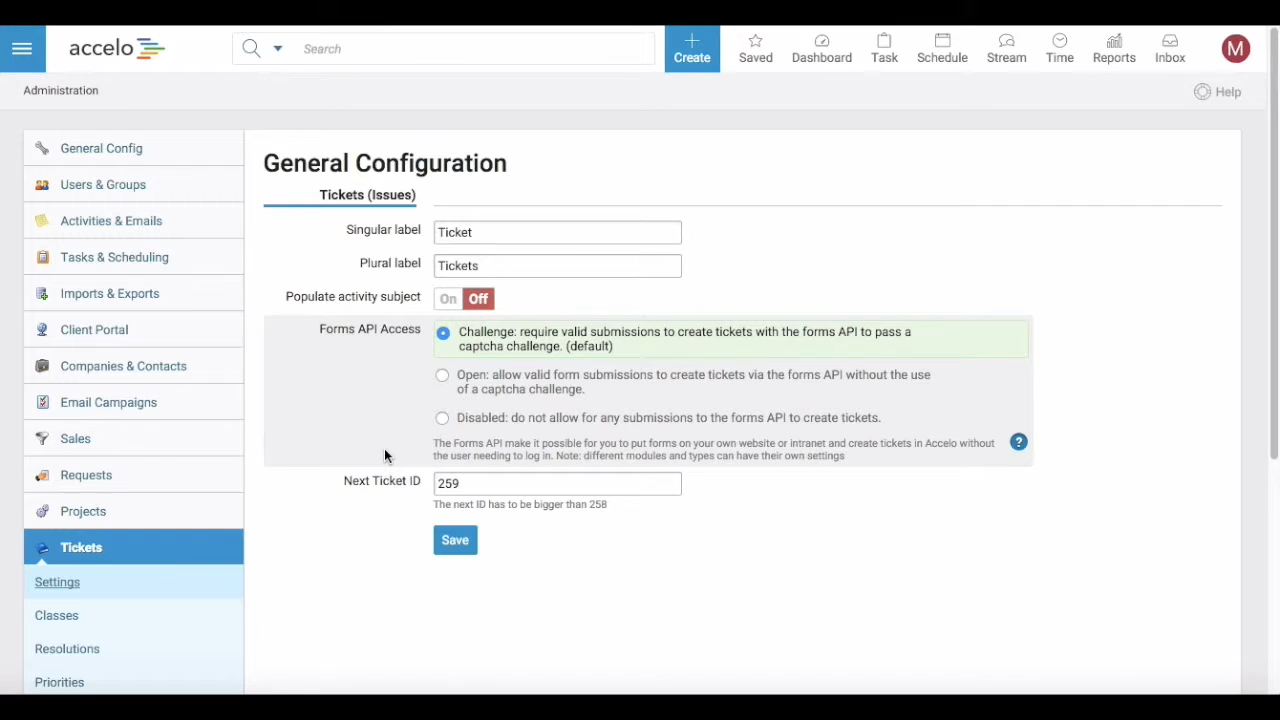 accelo
Search
Create
Saved
Dashboard
Task
Schedule
Stream
Time
Reports
Inbox
M
Administration
Help
General Config
Users & Groups
Activities & Emails
Tasks & Scheduling
Imports & Exports
Client Portal
Companies & Contacts
Email Campaigns
Sales
Requests
Projects
Tickets
Settings
Classes
Resolutions
Priorities
General Configuration
Tickets (Issues)
Singular label
Ticket
Plural label
Tickets
Populate activity subject
On Off
Forms API Access
Challenge: require valid submissions to create tickets with the forms API to pass a
captcha challenge. (default)
Open: allow valid form submissions to create tickets via the forms API without the use
of a captcha challenge.
Disabled: do not allow for any submissions to the forms API to create tickets.
The Forms API make it possible for you to put forms on your own website or intranet and create tickets in Accelo without
the user needing to log in. Note: different modules and types can have their own settings
?
Next Ticket ID
259
The next ID has to be bigger than 258
Save